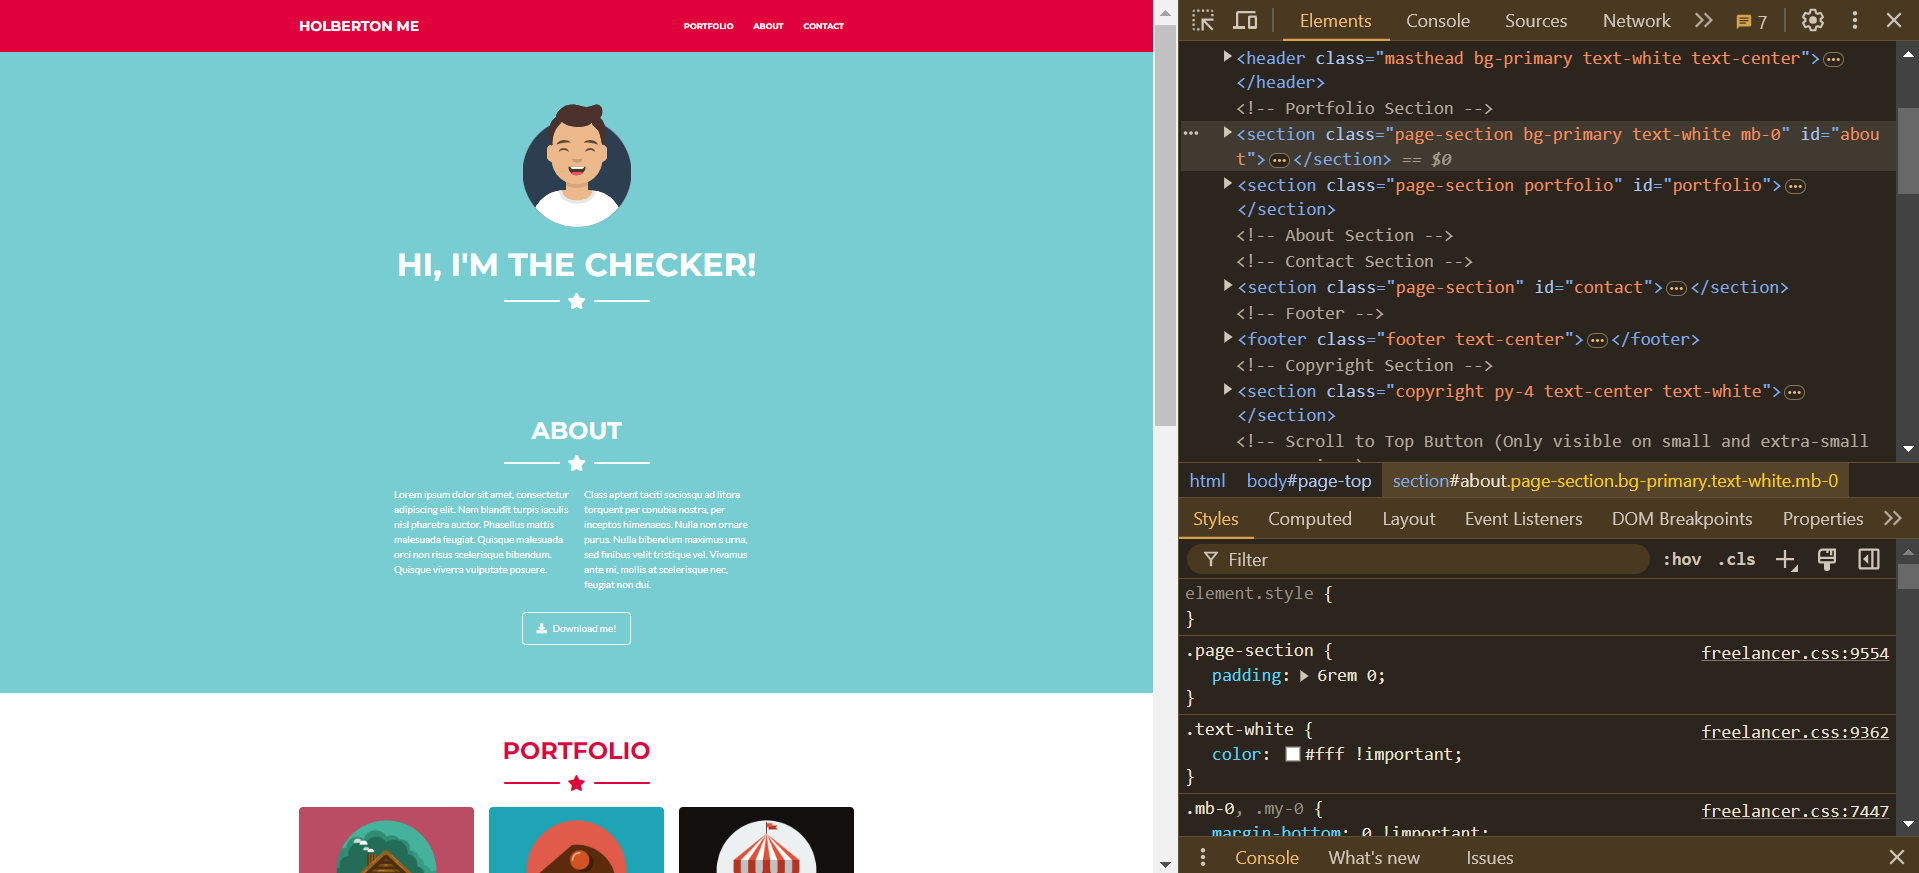 HOLBERTON ME
PORTFOLIO ABOUT CONTACT
HI, I'M THE CHECKER!
ABOUT
Lorem ipsum dolor sit amet, consectetur
adipiscing elit. Nam blandit turpis iaculis
nisl pharetra auctor. Phasellus mattis
malesuada feugiat. Quisque malesuada
orci non risus scelerisque bibendum.
Quisque viverra vulputate posuere.
Class aptent taciti sociosqu ad litora
torquent per conubia nostra, per
inceptos himenaeos. Nulla non ornare
purus. Nulla bibendum maximus urna,
sed finibus velit tristique vel. Vivamus
ante mi, mollis at scelerisque nec,
feugiat non dui.
Download me!
PORTFOLIO
Elements Console Sources Network 7
<header class="masthead bg-primary text-white text-center">
</header>
<!-- Portfolio Section -->
<section class="page-section bg-primary text-white mb-0" id="abou
t"></section> == $0
<section class="page-section portfolio" id="portfolio">
</section>
<!-- About Section -->
<!-- Contact Section -->
<section class="page-section" id="contact"></section>
<!-- Footer -->
<footer class="footer text-center"></footer>
<!-- Copyright Section -->
<section class="copyright py-4 text-center text-white">
</section>
<!-- Scroll to Top Button (Only visible on small and extra-small
html body#page-top section#about.page-section.bg-primary.text-white.mb-0
Styles Computed Layout Event Listeners DOM Breakpoints Properties
Filter :hov .cls
element.style {
}
.page-section { freelancer.css:9554
padding: 6rem 0;
}
.text-white { freelancer.css:9362
color: #fff !important;
}
.mb-0, .my-0 { freelancer.css:7447
margin-bottom: 0 !important;
Console What's new Issues